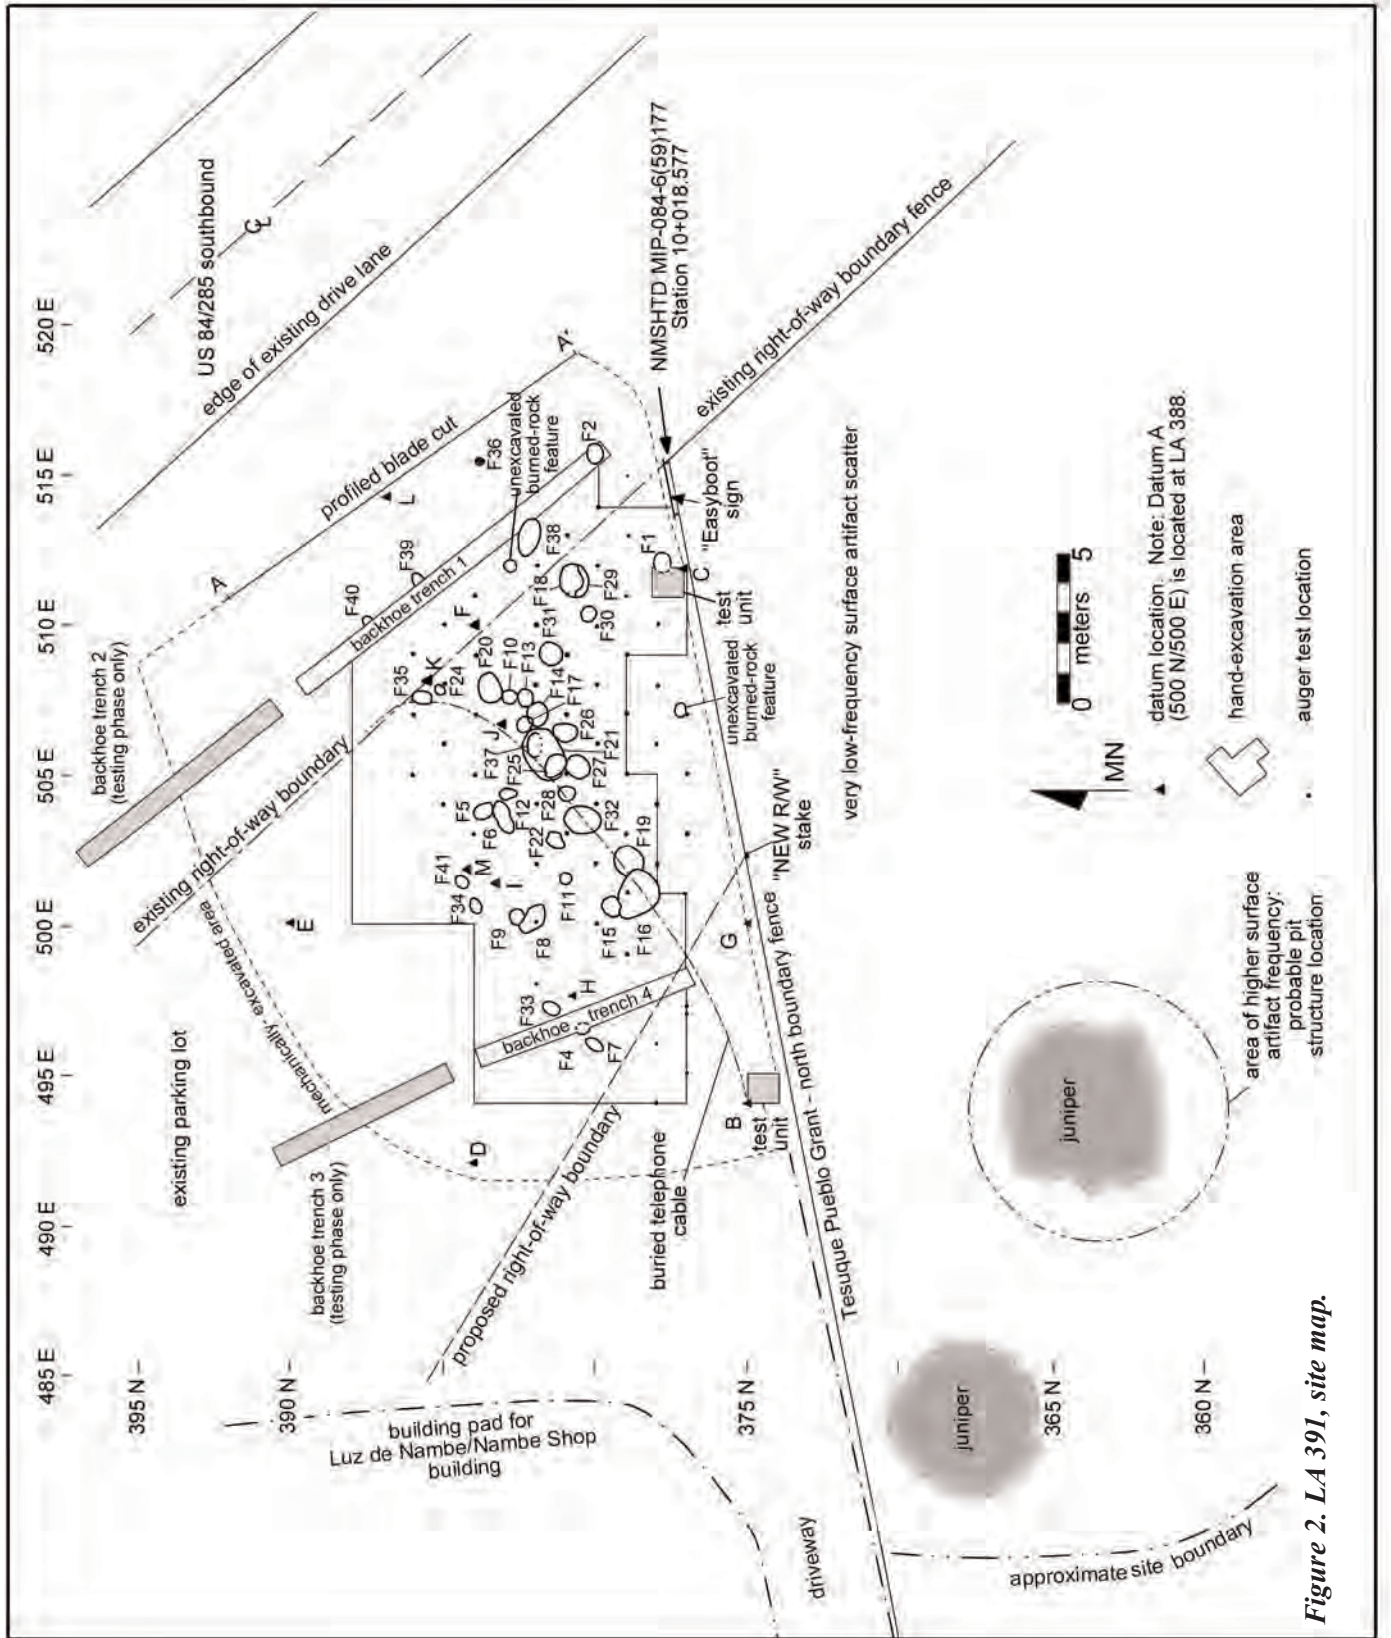 485 E
490 E
495 E
500 E
505 E
510 E
515 E
520 E
395 N
390 N
375 N
365 N
360 N
existing parking lot
backhoe trench 3
(testing phase only)
backhoe trench 2
(testing phase only)
US 84/285 southbound
CL
edge of existing drive lane
profiled blade cut
A
A'
existing right-of-way boundary
mechanically-excavated area
building pad for
Luz de Nambe/Nambe Shop
building
proposed right-of-way boundary
backhoe trench 1
backhoe trench 4
D
E
F
L
K
J
M
I
H
G
B
C
F40
F39
F35
F24
F36
unexcavated
burned-rock
feature
F2
F38
F18
F29
F31
F30
F20
F10
F13
F14
F17
F26
F21
F37
F25
F27
F28
F5
F6
F12
F22
F32
F41
F34
F9
F8
F11
F19
F15
F16
F33
F4
F7
F1
test
unit
"Easyboot"
sign
NMSHTD MIP-084-6(59)177
Station 10+018.577
existing right-of-way boundary fence
unexcavated
burned-rock
feature
"NEW R/W"
stake
buried telephone
cable
test
unit
Tesuque Pueblo Grant - north boundary fence
very low-frequency surface artifact scatter
driveway
juniper
juniper
approximate site boundary
area of higher surface
artifact frequency:
probable pit
structure location
MN
0 meters 5
datum location. Note: Datum A
(500 N/500 E) is located at LA 388.
hand-excavation area
auger test location
Figure 2. LA 391, site map.